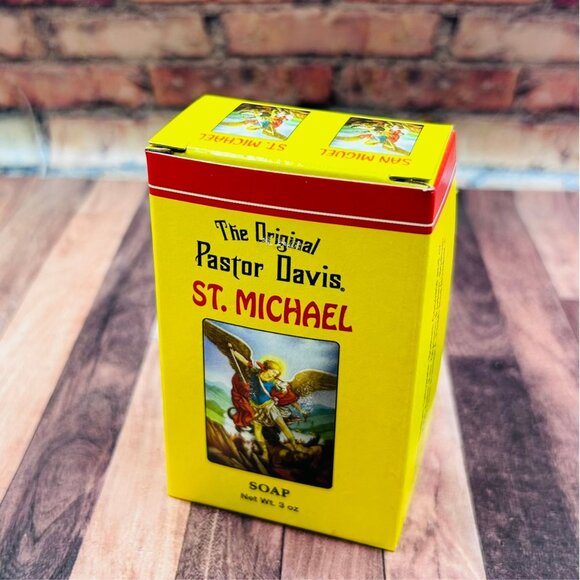 ST. MICHAEL
SAN MIGUEL
The Original
Pastor Davis®
ST. MICHAEL
SOAP
Net Wt. 3 oz